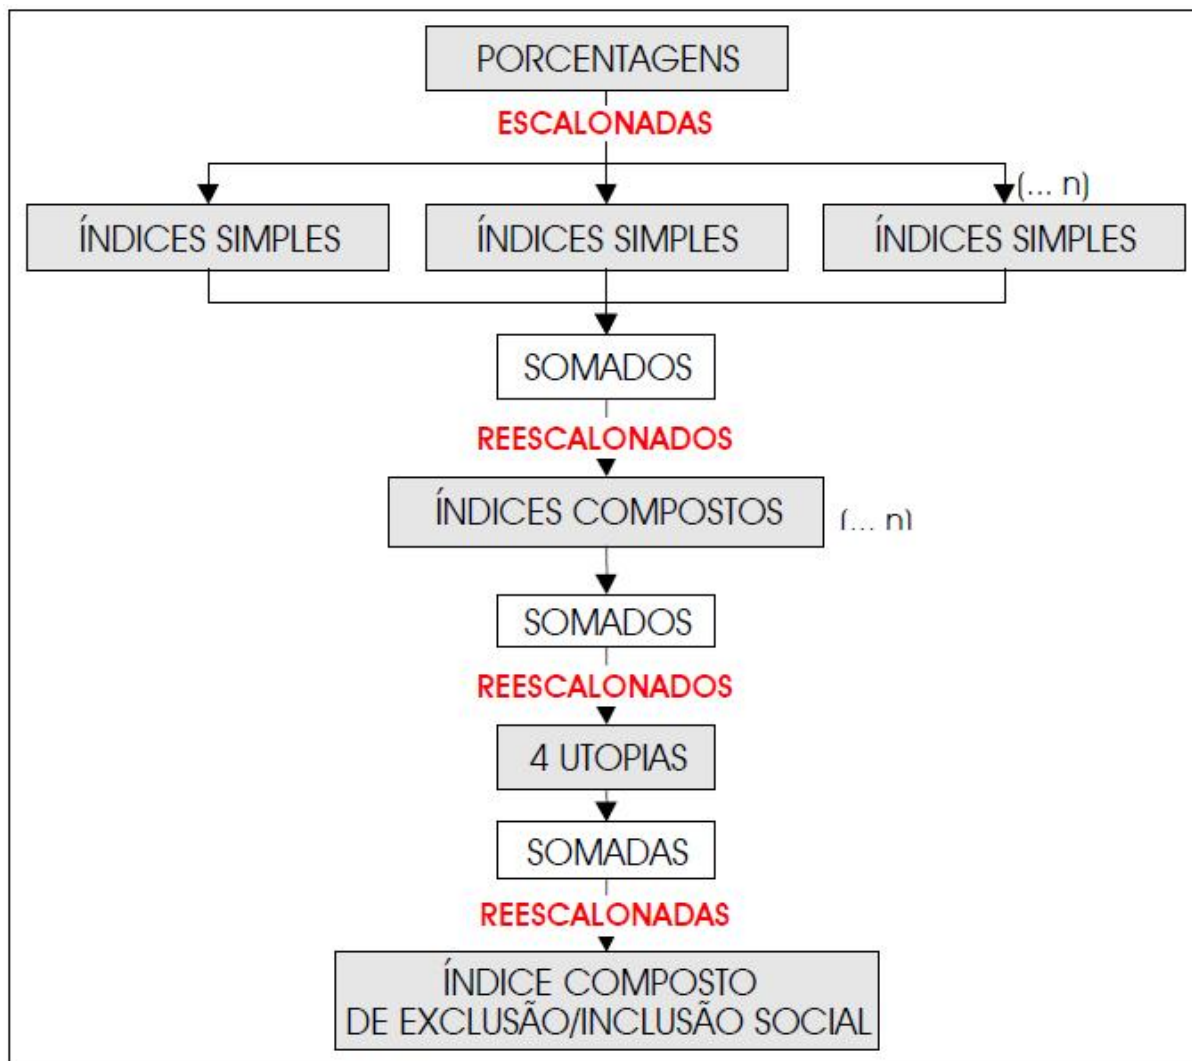 PORCENTAGENS
ESCALONADAS
(... n)
ÍNDICES SIMPLES
ÍNDICES SIMPLES
ÍNDICES SIMPLES
SOMADOS
REESCALONADOS
ÍNDICES COMPOSTOS
(... n)
SOMADOS
REESCALONADOS
4 UTOPIAS
SOMADAS
REESCALONADAS
ÍNDICE COMPOSTO
DE EXCLUSÃO/INCLUSÃO SOCIAL